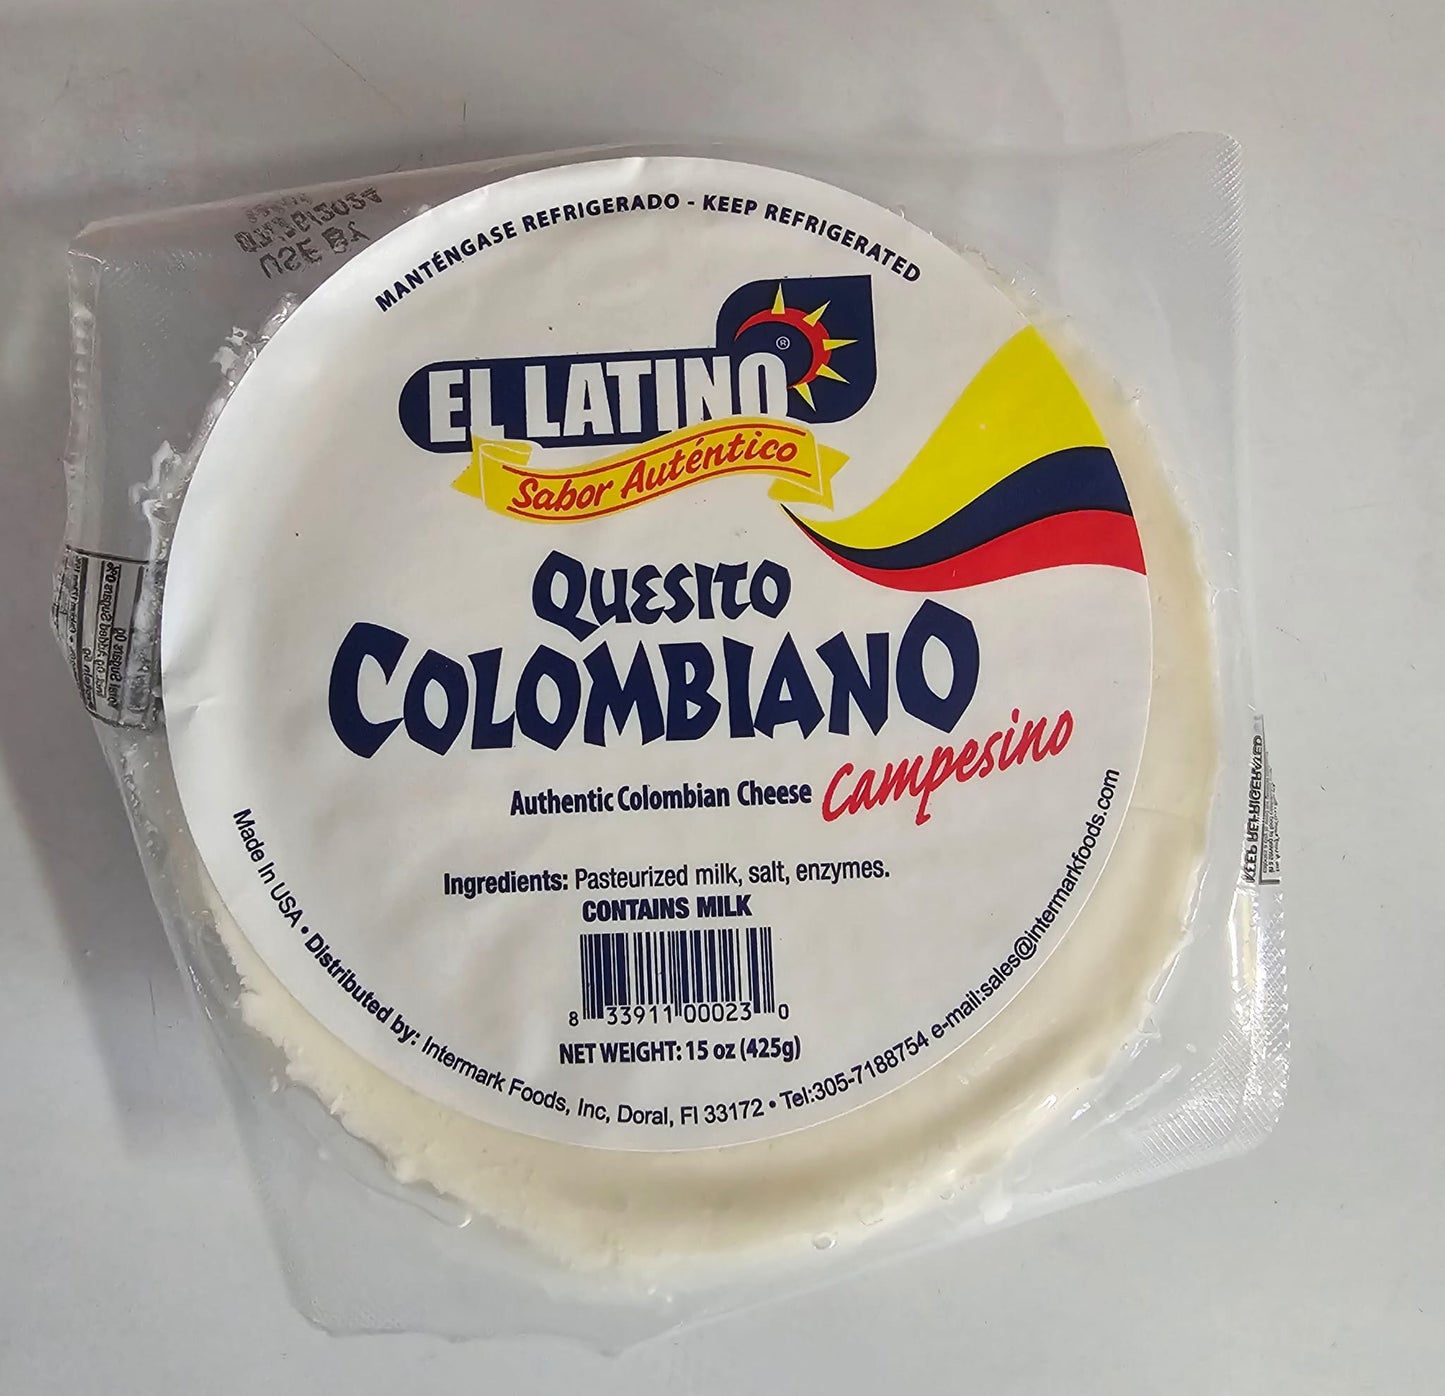 USE BY
MANTÉNGASE REFRIGERADO - KEEP REFRIGERATED
EL LATINO ®
Sabor Auténtico
QUESITO
COLOMBIANO
Campesino
Authentic Colombian Cheese
Ingredients: Pasteurized milk, salt, enzymes.
CONTAINS MILK
8 33911 00023 0
NET WEIGHT: 15 oz (425g)
Made In USA • Distributed by: Intermark Foods, Inc, Doral, Fl 33172 • Tel:305-7188754 e-mail:sales@intermarkfoods.com
KEEP REFRIGERATED